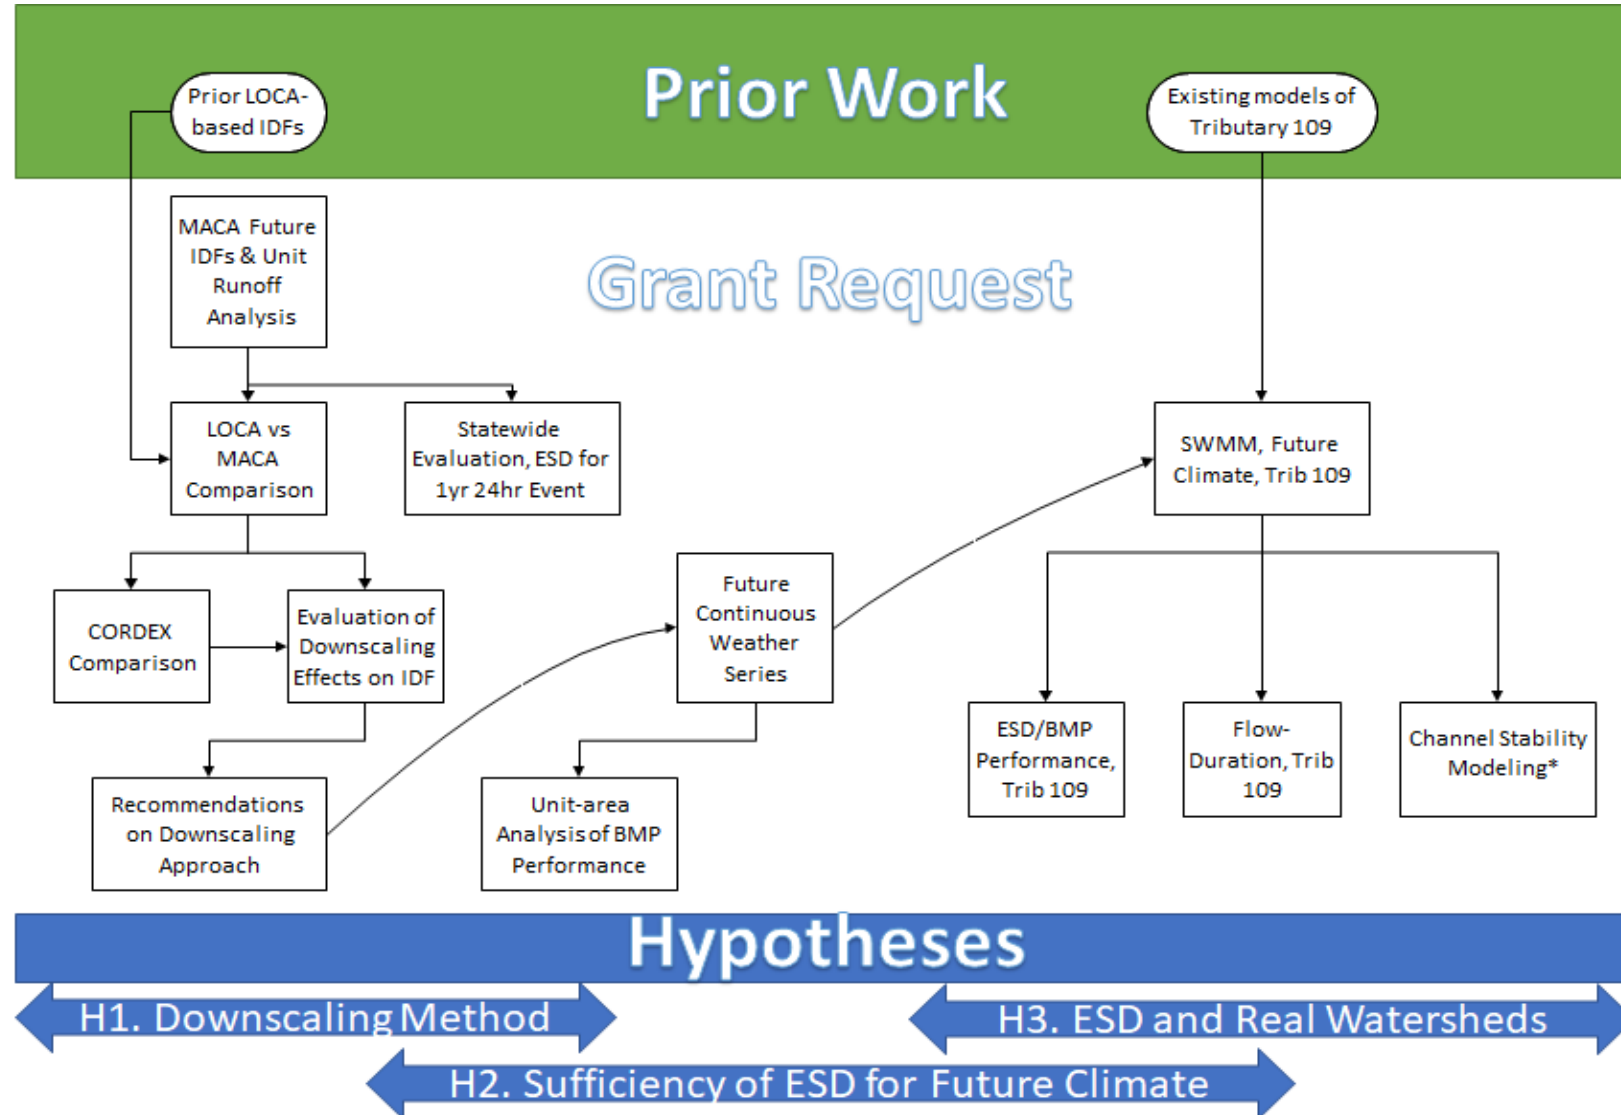 Prior Work
Prior LOCA-
based IDFs
Existing models of
Tributary 109
MACA Future
IDFs & Unit
Runoff
Analysis
Grant Request
LOCA vs
MACA
Comparison
Statewide
Evaluation, ESD for
1yr 24hr Event
SWMM, Future
Climate, Trib 109
CORDEX
Comparison
Evaluation of
Downscaling
Effects on IDF
Future
Continuous
Weather
Series
ESD/BMP
Performance,
Trib 109
Flow-
Duration, Trib
109
Channel Stability
Modeling*
Recommendations
on Downscaling
Approach
Unit-area
Analysis of BMP
Performance
Hypotheses
H1. Downscaling Method
H3. ESD and Real Watersheds
H2. Sufficiency of ESD for Future Climate